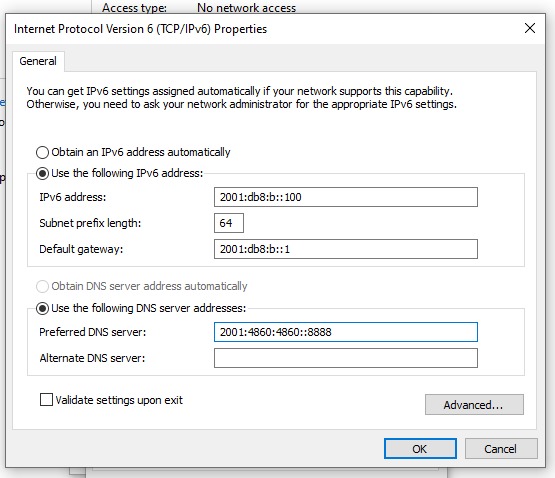 Access type: No network access
Internet Protocol Version 6 (TCP/IPv6) Properties
General
You can get IPv6 settings assigned automatically if your network supports this capability.
Otherwise, you need to ask your network administrator for the appropriate IPv6 settings.
Obtain an IPv6 address automatically
Use the following IPv6 address:
IPv6 address: 2001:db8:b::100
Subnet prefix length: 64
Default gateway: 2001:db8:b::1
Obtain DNS server address automatically
Use the following DNS server addresses:
Preferred DNS server: 2001:4860:4860::8888
Alternate DNS server:
Validate settings upon exit
Advanced...
OK Cancel